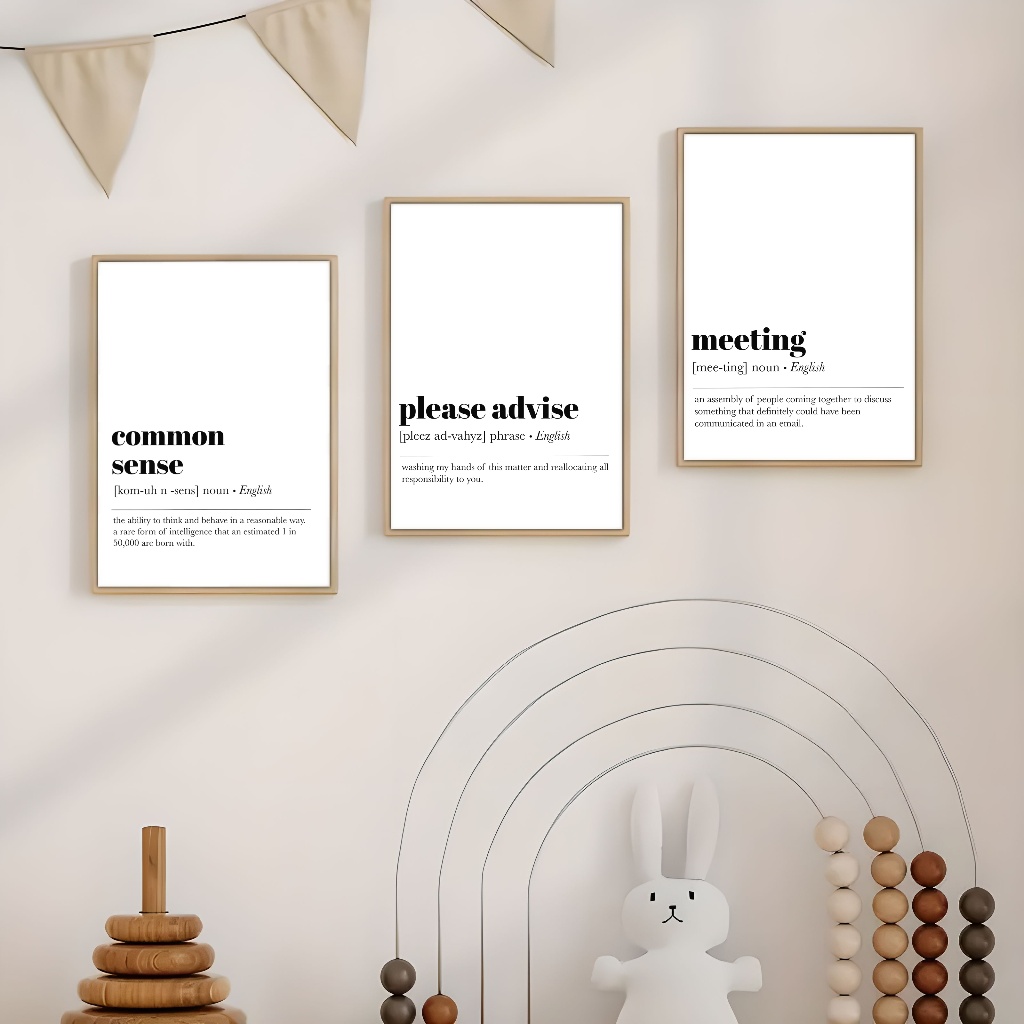 common
sense
[kom-uh n -sens] noun • English
the ability to think and behave in a reasonable way.
a rare form of intelligence that an estimated 1 in
50,000 are born with.
please advise
[pleez ad-vahyz] phrase • English
washing my hands of this matter and reallocating all
responsibility to you.
meeting
[mee-ting] noun • English
an assembly of people coming together to discuss
something that definitely could have been
communicated in an email.